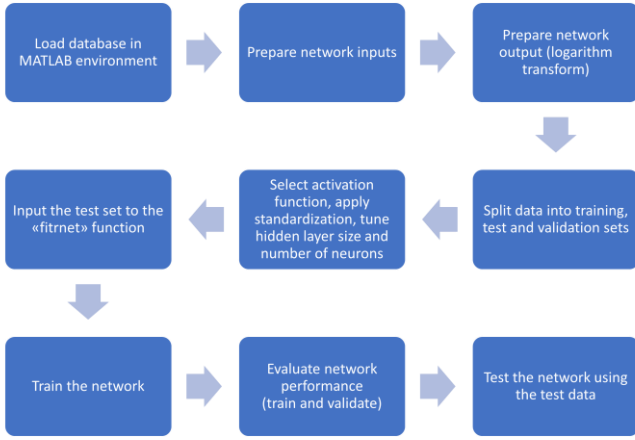 Load database in
MATLAB environment
Prepare network inputs
Prepare network
output (logarithm
transform)
Split data into training,
test and validation sets
Select activation
function, apply
standardization, tune
hidden layer size and
number of neurons
Input the test set to the
«fitrnet» function
Train the network
Evaluate network
performance
(train and validate)
Test the network using
the test data